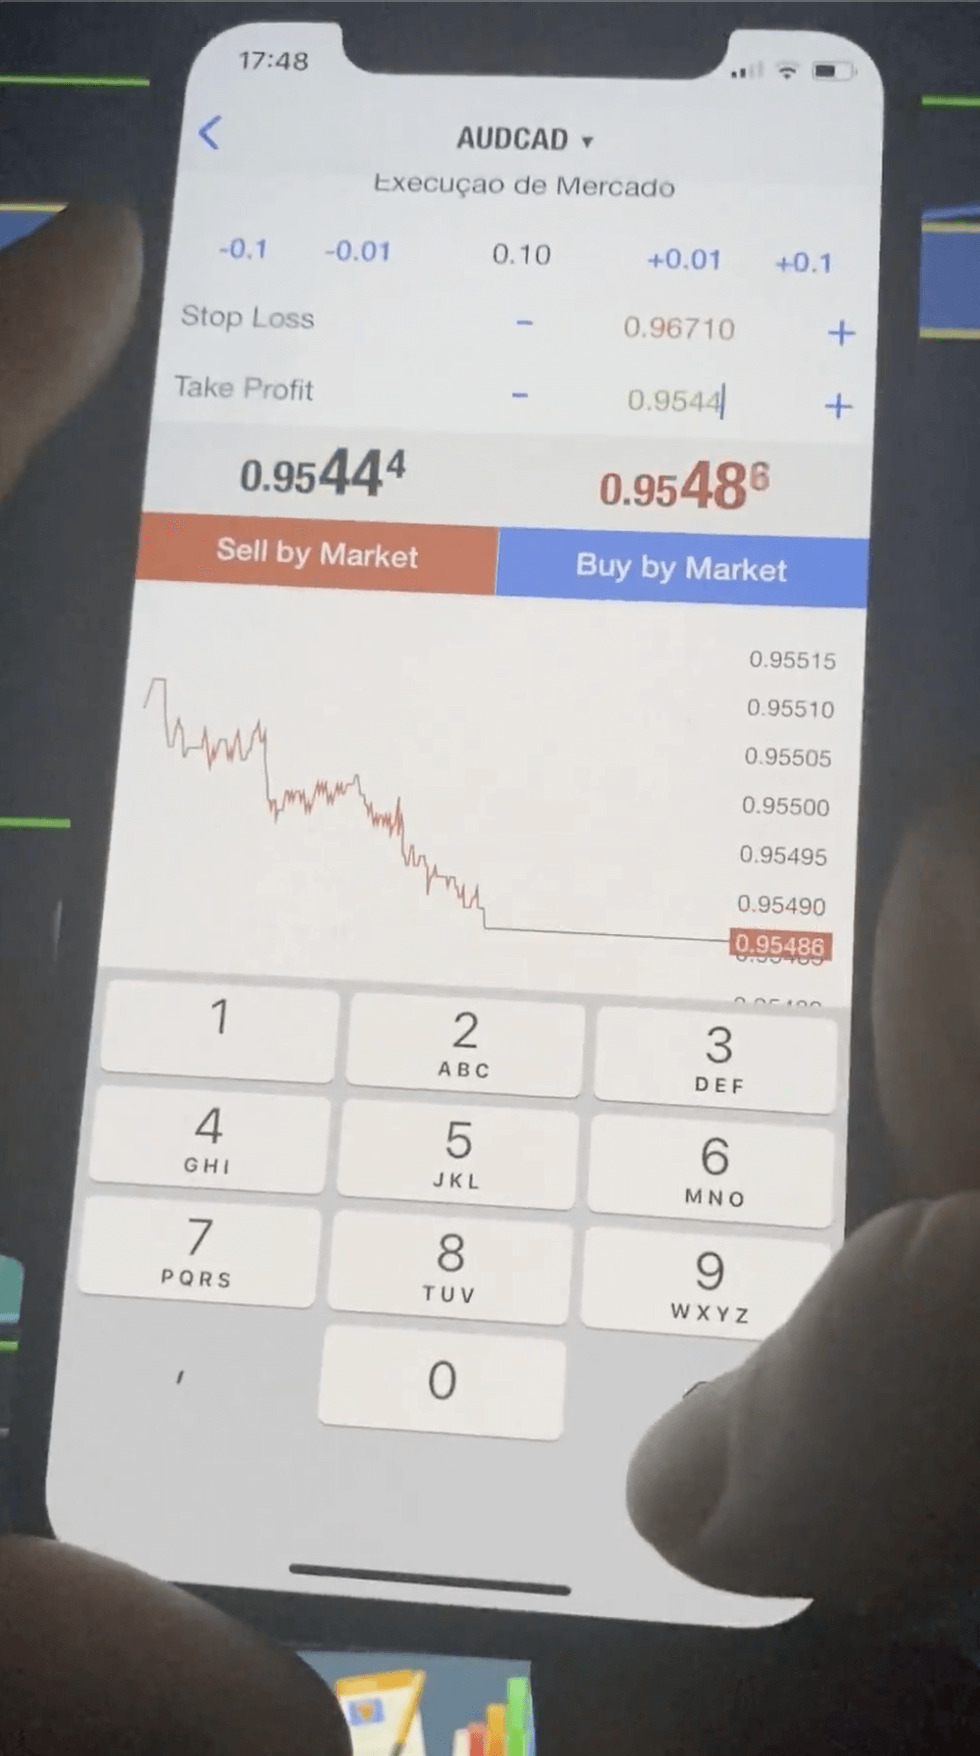 17:48
AUDCAD ▾
Execuçao de Mercado
-0.1 -0.01 0.10 +0.01 +0.1
Stop Loss - 0.96710 +
Take Profit - 0.9544 +
0.95444 0.95486
Sell by Market Buy by Market
0.95515
0.95510
0.95505
0.95500
0.95495
0.95490
0.95486
1 2 3
ABC DEF
4 5 6
GHI JKL MNO
7 8 9
PQRS TUV WXYZ
, 0